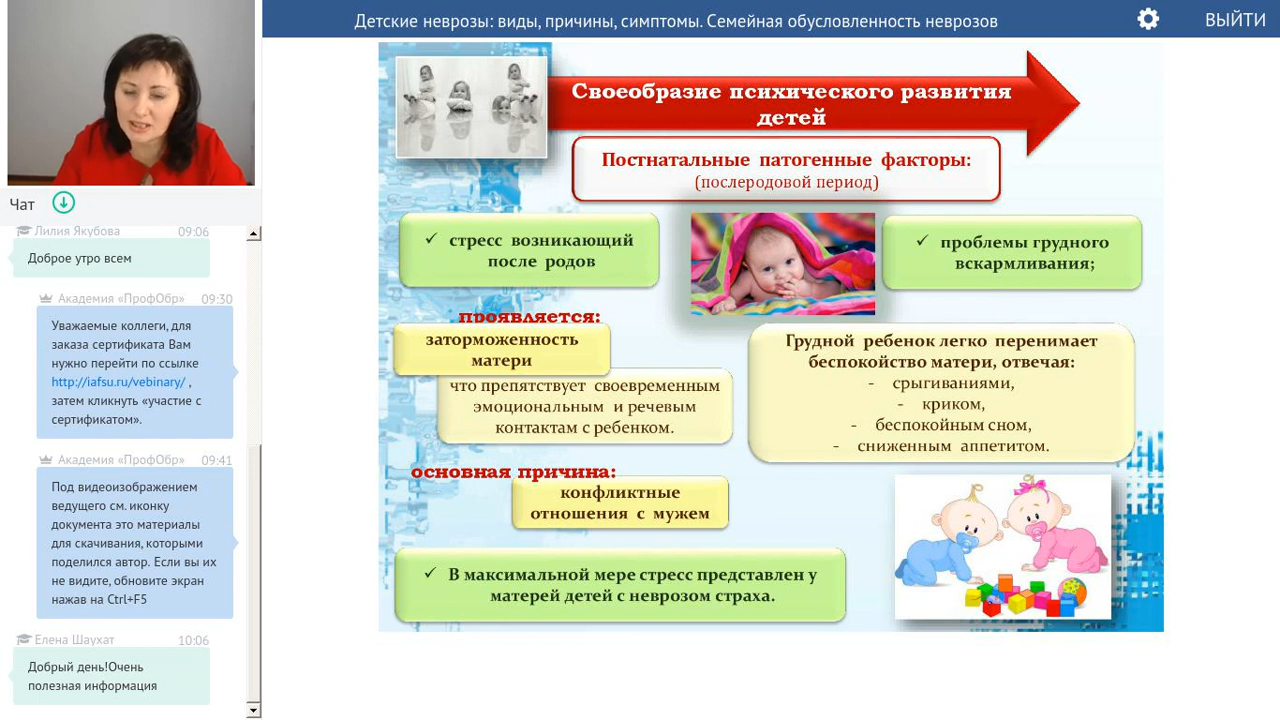 Детские неврозы: виды, причины, симптомы. Семейная обусловленность неврозов
ВЫЙТИ
Чат
Лилия Якубова 09:06
Доброе утро всем
Академия «ПрофОбр» 09:30
Уважаемые коллеги, для
заказа сертификата Вам
нужно перейти по ссылке
http://iafsu.ru/vebinary/ ,
затем кликнуть «участие с
сертификатом».
Академия «ПрофОбр» 09:41
Под видеоизображением
ведущего см. иконку
документа это материалы
для скачивания, которыми
поделился автор. Если вы их
не видите, обновите экран
нажав на Ctrl+F5
Елена Шаухат 10:06
Добрый день!Очень
полезная информация
Своеобразие психического развития
детей
Постнатальные патогенные факторы:
(послеродовой период)
✓ стресс возникающий
после родов
✓ проблемы грудного
вскармливания;
проявляется:
заторможенность
матери
что препятствует своевременным
эмоциональным и речевым
контактам с ребенком.
Грудной ребенок легко перенимает
беспокойство матери, отвечая:
- срыгиваниями,
- криком,
- беспокойным сном,
- сниженным аппетитом.
основная причина:
конфликтные
отношения с мужем
✓ В максимальной мере стресс представлен у
матерей детей с неврозом страха.